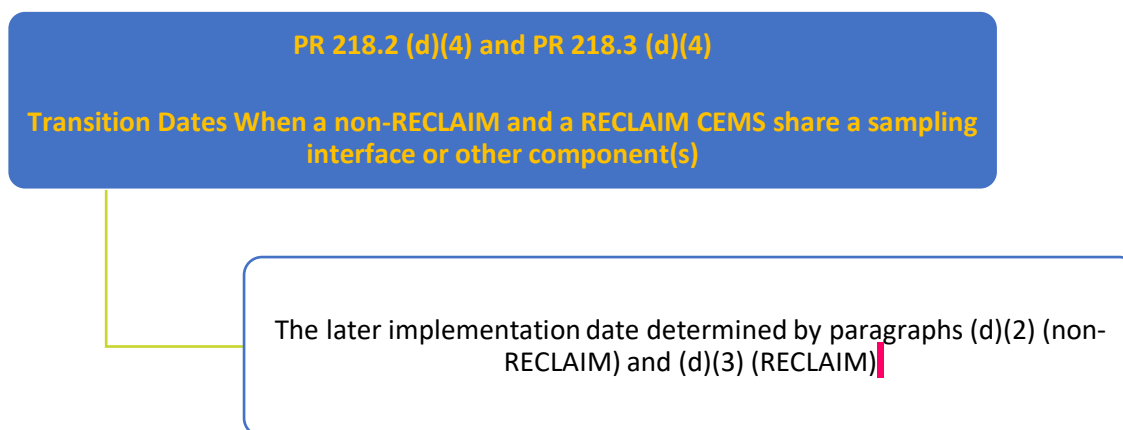 PR 218.2 (d)(4) and PR 218.3 (d)(4)
Transition Dates When a non-RECLAIM and a RECLAIM CEMS share a sampling
interface or other component(s)
The later implementation date determined by paragraphs (d)(2) (non-
RECLAIM) and (d)(3) (RECLAIM)